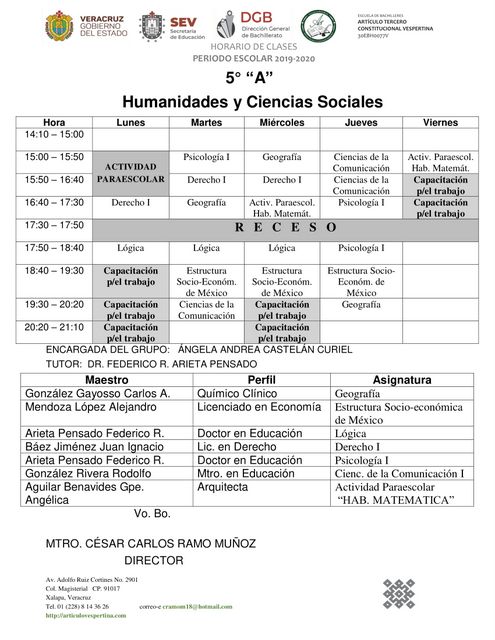 VERACRUZ
GOBIERNO
DEL ESTADO
SEV
Secretaría
de Educación
DGB
Dirección General
de Bachillerato
ESCUELA DE BACHILLERES
ARTÍCULO TERCERO
CONSTITUCIONAL VESPERTINA
30EBH0077V
HORARIO DE CLASES
PERIODO ESCOLAR 2019-2020
5° “A”
Humanidades y Ciencias Sociales
Hora Lunes Martes Miércoles Jueves Viernes
14:10 – 15:00
15:00 – 15:50 ACTIVIDAD PARAESCOLAR Psicología I Geografía Ciencias de la Comunicación Activ. Paraescol. Hab. Matemát.
15:50 – 16:40 Derecho I Derecho I Ciencias de la Comunicación Capacitación p/el trabajo
16:40 – 17:30 Derecho I Geografía Activ. Paraescol. Hab. Matemát. Psicología I Capacitación p/el trabajo
17:30 – 17:50 R E C E S O
17:50 – 18:40 Lógica Lógica Lógica Psicología I
18:40 – 19:30 Capacitación p/el trabajo Estructura Socio-Económ. de México Estructura Socio-Económ. de México Estructura Socio-Económ. de México
19:30 – 20:20 Capacitación p/el trabajo Ciencias de la Comunicación Capacitación p/el trabajo Geografía
20:20 – 21:10 Capacitación p/el trabajo Capacitación p/el trabajo
ENCARGADA DEL GRUPO: ÁNGELA ANDREA CASTELÁN CURIEL
TUTOR: DR. FEDERICO R. ARIETA PENSADO
Maestro Perfil Asignatura
González Gayosso Carlos A. Químico Clínico Geografía
Mendoza López Alejandro Licenciado en Economía Estructura Socio-económica de México
Arieta Pensado Federico R. Doctor en Educación Lógica
Báez Jiménez Juan Ignacio Lic. en Derecho Derecho I
Arieta Pensado Federico R. Doctor en Educación Psicología I
González Rivera Rodolfo Mtro. en Educación Cienc. de la Comunicación I
Aguilar Benavides Gpe. Angélica Arquitecta Actividad Paraescolar “HAB. MATEMATICA”
Vo. Bo.
MTRO. CÉSAR CARLOS RAMO MUÑOZ
DIRECTOR
Av. Adolfo Ruiz Cortines No. 2901
Col. Magisterial CP. 91017
Xalapa, Veracruz
Tel. 01 (228) 8 14 36 26 correo-e cramom18@hotmail.com
http://articulovespertina.com